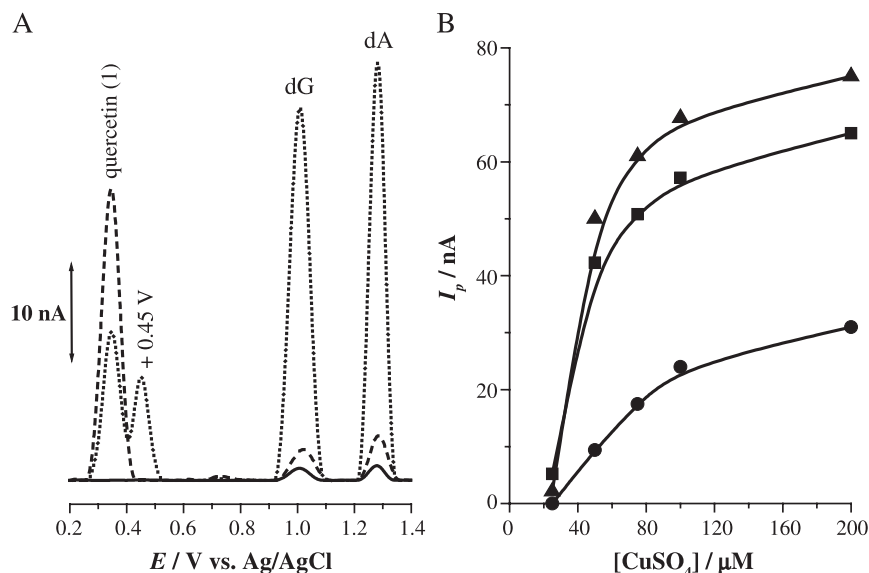 A
quercetin (1)
+ 0.45 V
dG
dA
10 nA
0.2 0.4 0.6 0.8 1.0 1.2 1.4
E / V vs. Ag/AgCl
B
80
60
40
20
0
I_p / nA
0 40 80 120 160 200
[CuSO₄] / μM